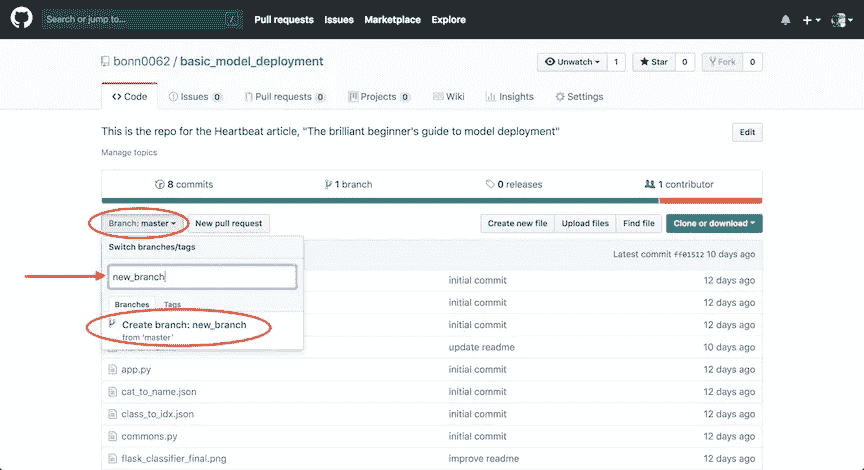 Search or jump to... / Pull requests Issues Marketplace Explore
bonn0062 / basic_model_deployment Unwatch 1 Star 0 Fork 0
Code Issues 0 Pull requests 0 Projects 0 Wiki Insights Settings
This is the repo for the Heartbeat article, "The brilliant beginner's guide to model deployment" Edit
Manage topics
8 commits 1 branch 0 releases 1 contributor
Branch: master New pull request Create new file Upload files Find file Clone or download
Switch branches/tags
Latest commit ffe1512 10 days ago
new_branch initial commit 12 days ago
initial commit 12 days ago
Branches Tags
Create branch: new_branch initial commit 12 days ago
from 'master'
update readme 10 days ago
app.py initial commit 12 days ago
cat_to_name.json initial commit 12 days ago
class_to_idx.json initial commit 12 days ago
commons.py initial commit 12 days ago
flask_classifier_final.png improve readme 10 days ago